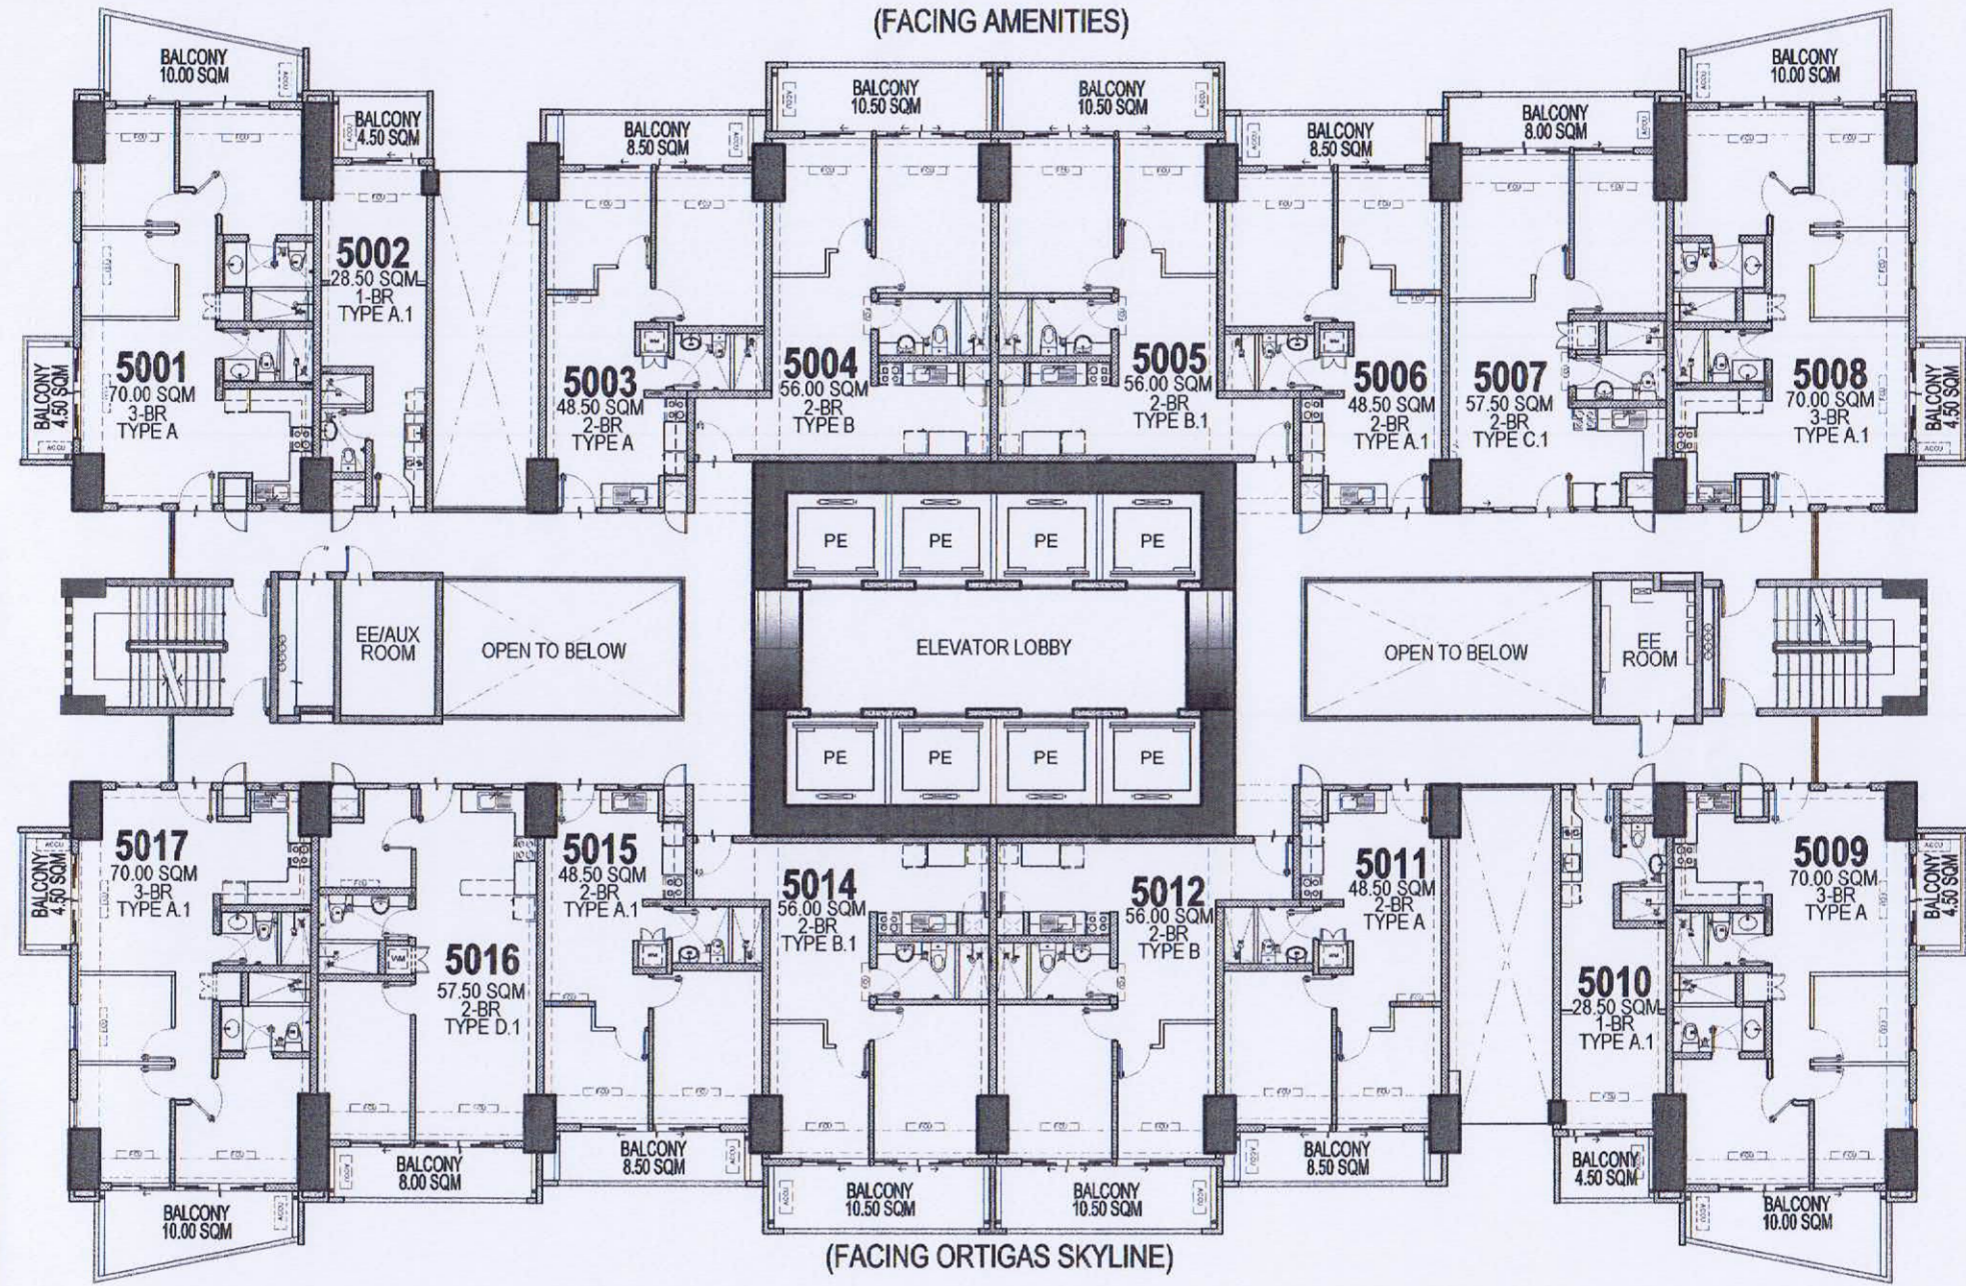 (FACING AMENITIES)
BALCONY
10.00 SQM
BALCONY
4.50 SQM
BALCONY
8.50 SQM
BALCONY
10.50 SQM
BALCONY
10.50 SQM
BALCONY
8.50 SQM
BALCONY
8.00 SQM
BALCONY
10.00 SQM
5001
70.00 SQM
3-BR
TYPE A
BALCONY
4.50 SQM
ACCU
5002
28.50 SQM
1-BR
TYPE A.1
5003
48.50 SQM
2-BR
TYPE A
5004
56.00 SQM
2-BR
TYPE B
5005
56.00 SQM
2-BR
TYPE B.1
5006
48.50 SQM
2-BR
TYPE A.1
5007
57.50 SQM
2-BR
TYPE C.1
5008
70.00 SQM
3-BR
TYPE A.1
BALCONY
4.50 SQM
ACCU
PE
PE
PE
PE
EE/AUX
ROOM
OPEN TO BELOW
ELEVATOR LOBBY
OPEN TO BELOW
EE
ROOM
PE
PE
PE
PE
5017
70.00 SQM
3-BR
TYPE A.1
BALCONY
4.50 SQM
ACCU
5016
57.50 SQM
2-BR
TYPE D.1
5015
48.50 SQM
2-BR
TYPE A.1
5014
56.00 SQM
2-BR
TYPE B.1
5012
56.00 SQM
2-BR
TYPE B
5011
48.50 SQM
2-BR
TYPE A
5010
28.50 SQM
1-BR
TYPE A.1
5009
70.00 SQM
3-BR
TYPE A
BALCONY
4.50 SQM
ACCU
BALCONY
10.00 SQM
BALCONY
8.00 SQM
BALCONY
8.50 SQM
BALCONY
10.50 SQM
BALCONY
10.50 SQM
BALCONY
8.50 SQM
BALCONY
4.50 SQM
BALCONY
10.00 SQM
(FACING ORTIGAS SKYLINE)